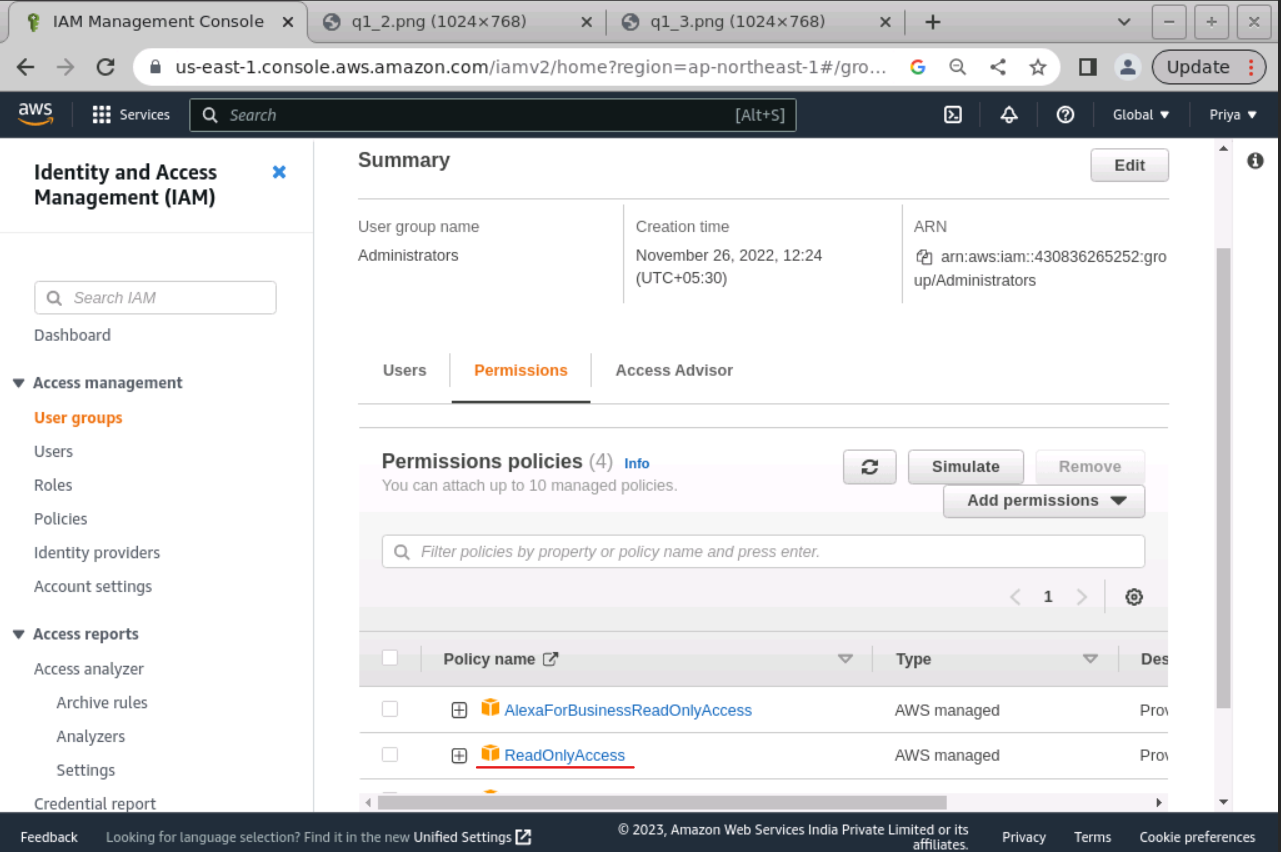 IAM Management Console
q1_2.png (1024×768)
q1_3.png (1024×768)
us-east-1.console.aws.amazon.com/iamv2/home?region=ap-northeast-1#/gro...
Update
aws
Services
Search
[Alt+S]
Global
Priya
Identity and Access
Management (IAM)
Search IAM
Dashboard
Access management
User groups
Users
Roles
Policies
Identity providers
Account settings
Access reports
Access analyzer
Archive rules
Analyzers
Settings
Credential report
Summary
Edit
User group name
Administrators
Creation time
November 26, 2022, 12:24
(UTC+05:30)
ARN
arn:aws:iam::430836265252:gro
up/Administrators
Users
Permissions
Access Advisor
Permissions policies (4) Info
You can attach up to 10 managed policies.
Simulate
Remove
Add permissions
Filter policies by property or policy name and press enter.
1
Policy name
Type
Des
AlexaForBusinessReadOnlyAccess
AWS managed
Prov
ReadOnlyAccess
AWS managed
Prov
Feedback
Looking for language selection? Find it in the new Unified Settings
© 2023, Amazon Web Services India Private Limited or its
affiliates.
Privacy
Terms
Cookie preferences